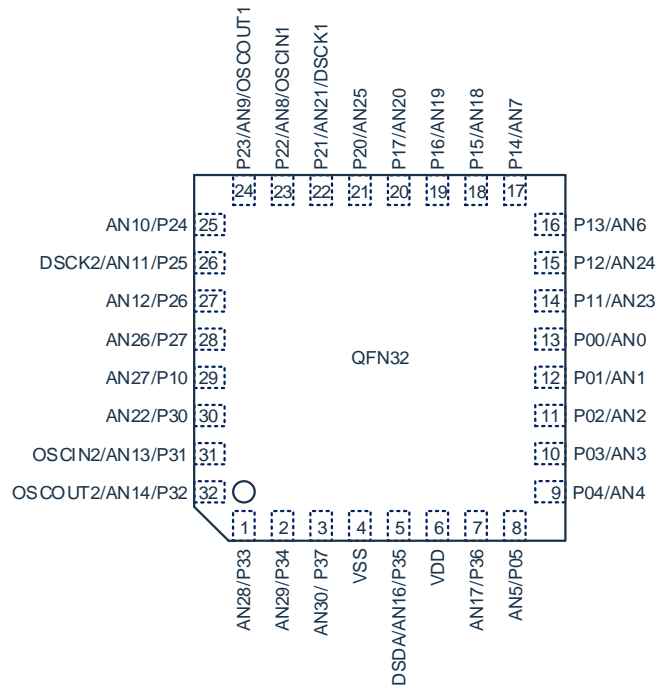 P23/AN9/OSCOUT1
P22/AN8/OSCIN1
P21/AN21/DSCK1
P20/AN25
P17/AN20
P16/AN19
P15/AN18
P14/AN7
24 23 22 21 20 19 18 17
AN10/P24 25
DSCK2/AN11/P25 26
AN12/P26 27
AN26/P27 28
AN27/P10 29
AN22/P30 30
OSCIN2/AN13/P31 31
OSCOUT2/AN14/P32 32
QFN32
16 P13/AN6
15 P12/AN24
14 P11/AN23
13 P00/AN0
12 P01/AN1
11 P02/AN2
10 P03/AN3
9 P04/AN4
1 2 3 4 5 6 7 8
AN28/P33
AN29/P34
AN30/ P37
VSS
DSDA/AN16/P35
VDD
AN17/P36
AN5/P05